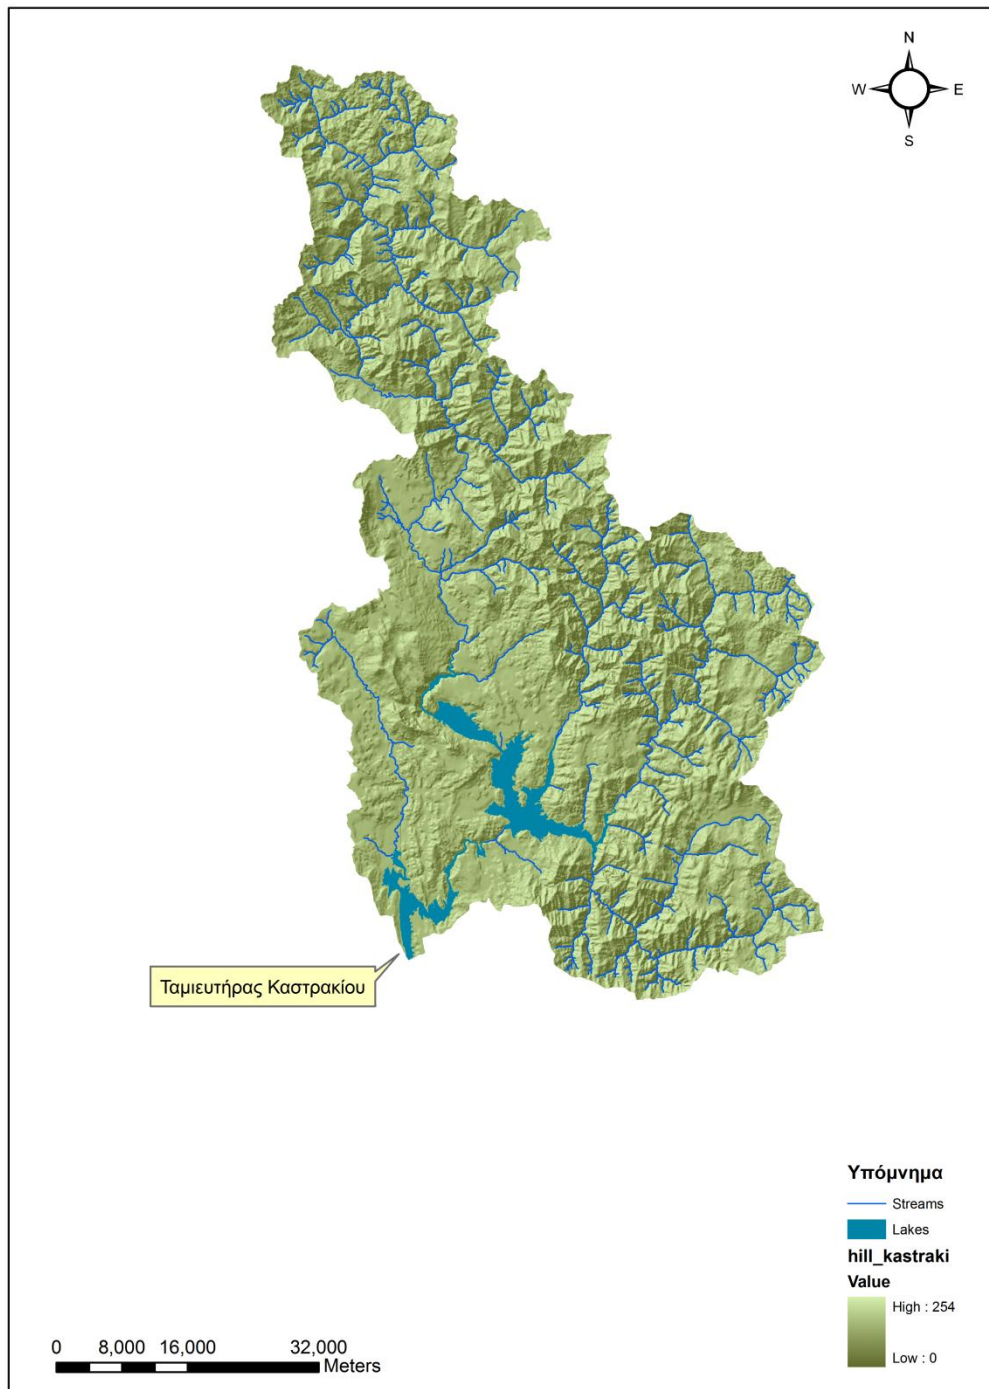 N
W E
S
Ταμιευτήρας Καστρακίου
Υπόμνημα
Streams
Lakes
hill_kastraki
Value
High : 254
Low : 0
0 8,000 16,000 32,000
Meters